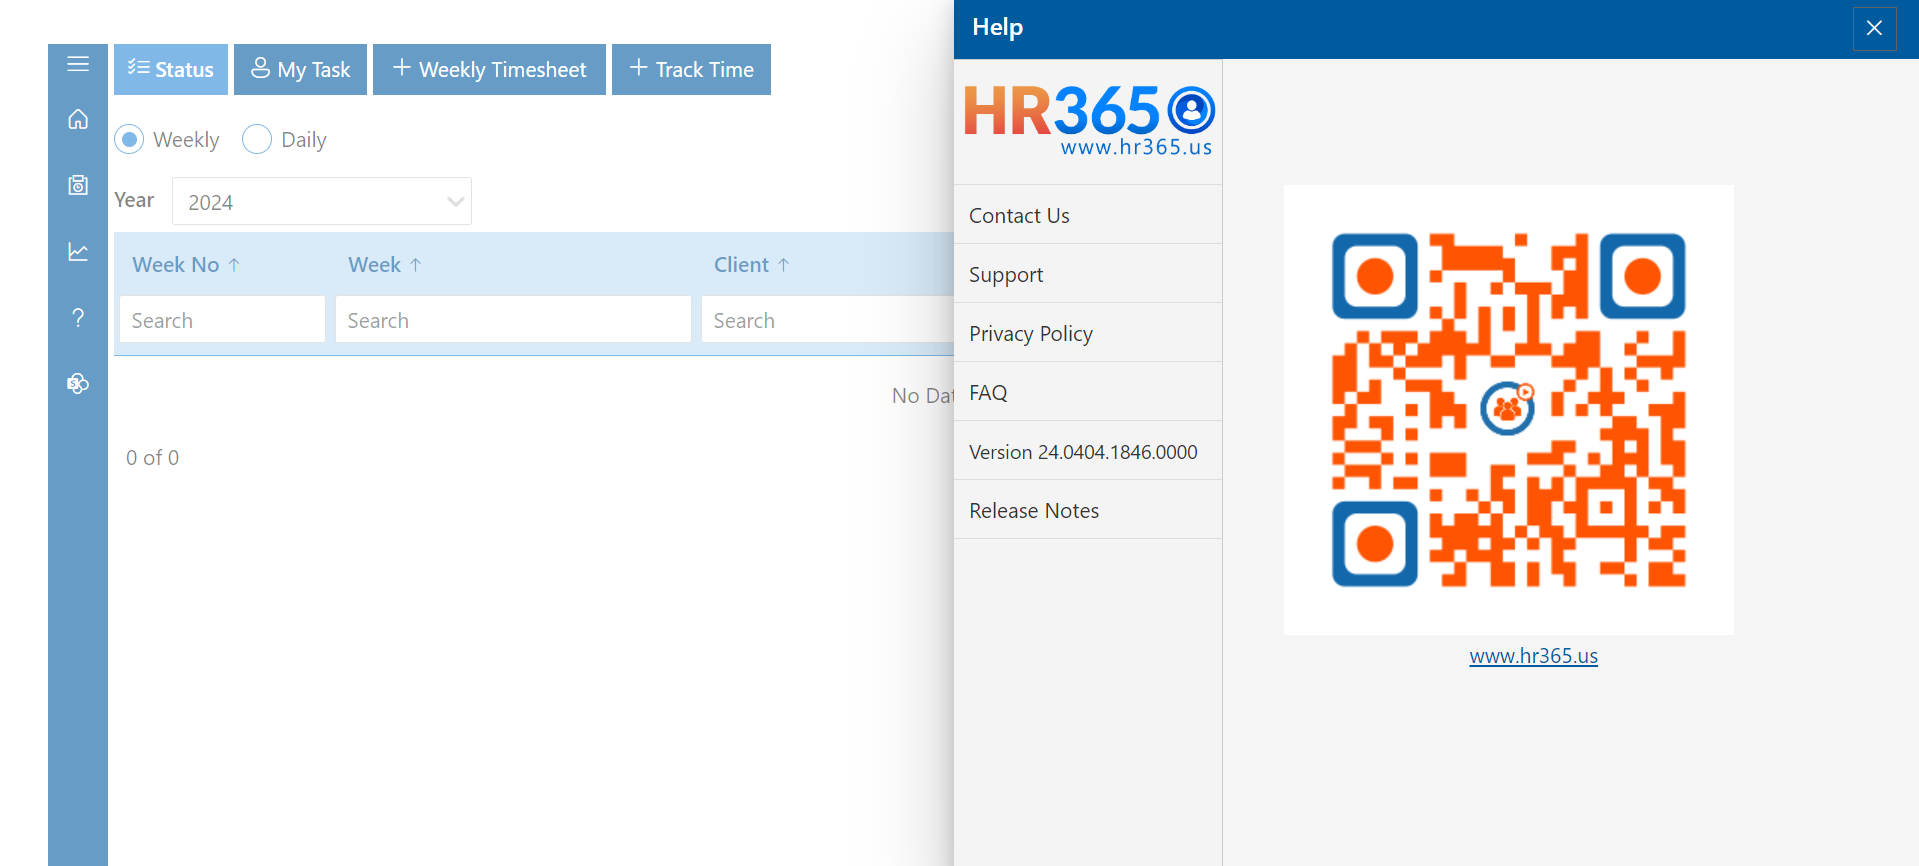 Status
My Task
Weekly Timesheet
Track Time
Weekly
Daily
Year
2024
Week No
Week
Client
Search
Search
Search
No
0 of 0
Help
HR365
www.hr365.us
Contact Us
Support
Privacy Policy
FAQ
Version 24.0404.1846.0000
Release Notes
www.hr365.us